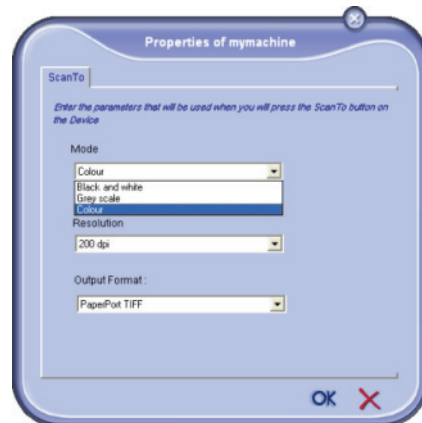 Properties of mymachine
ScanTo
Enter the parameters that will be used when you will press the ScanTo button on
the Device
Mode
Colour
Black and white
Grey scale
Colour
Resolution
200 dpi
Output Format :
PaperPort TIFF
OK